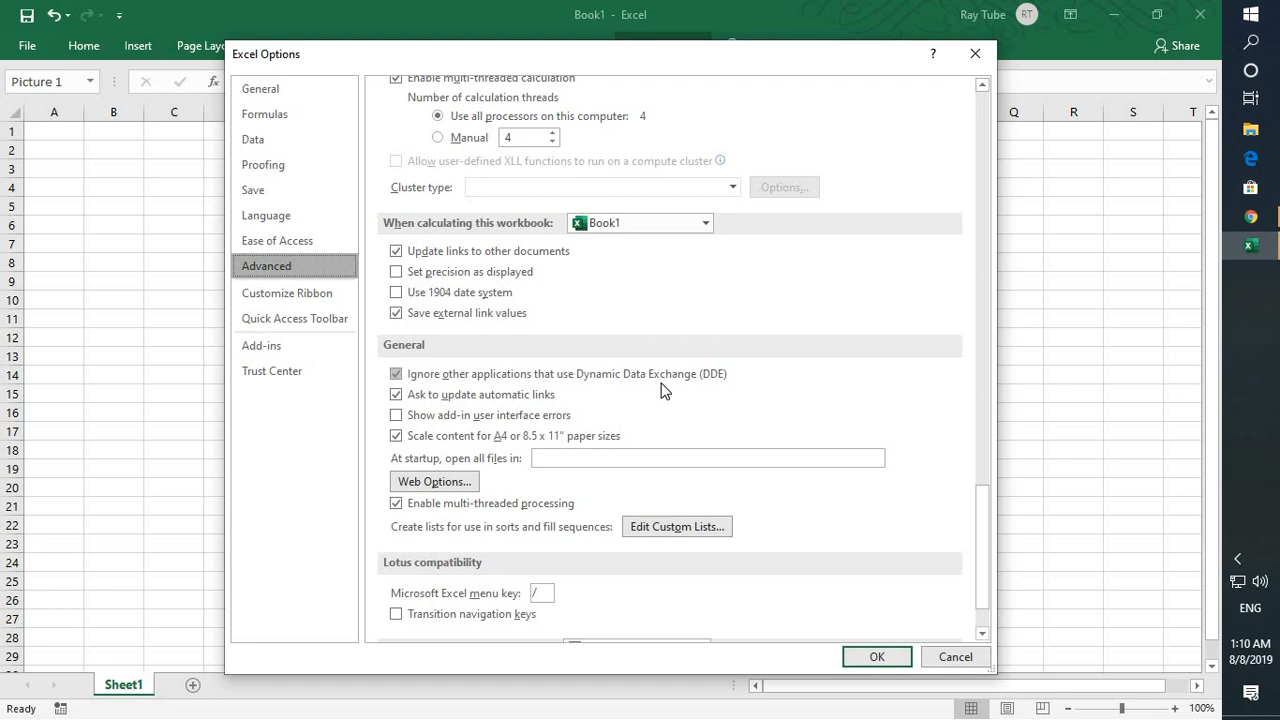 Book1 - Excel
Ray Tube RT
File Home Insert Page Layo
Share
Picture 1 fx
Excel Options ?
A B C Q R S T
1
2
3
4
5
6
7
8
9
10
11
12
13
14
15
16
17
18
19
20
21
22
23
24
25
26
27
28
29
General
Formulas
Data
Proofing
Save
Language
Ease of Access
Advanced
Customize Ribbon
Quick Access Toolbar
Add-ins
Trust Center
Enable multi-threaded calculation
Number of calculation threads
Use all processors on this computer: 4
Manual 4
Allow user-defined XLL functions to run on a compute cluster
Cluster type: Options...
When calculating this workbook: Book1
Update links to other documents
Set precision as displayed
Use 1904 date system
Save external link values
General
Ignore other applications that use Dynamic Data Exchange (DDE)
Ask to update automatic links
Show add-in user interface errors
Scale content for A4 or 8.5 x 11" paper sizes
At startup, open all files in:
Web Options...
Enable multi-threaded processing
Create lists for use in sorts and fill sequences: Edit Custom Lists...
Lotus compatibility
Microsoft Excel menu key: /
Transition navigation keys
OK Cancel
Sheet1
Ready 100%
ENG
1:10 AM
8/8/2019